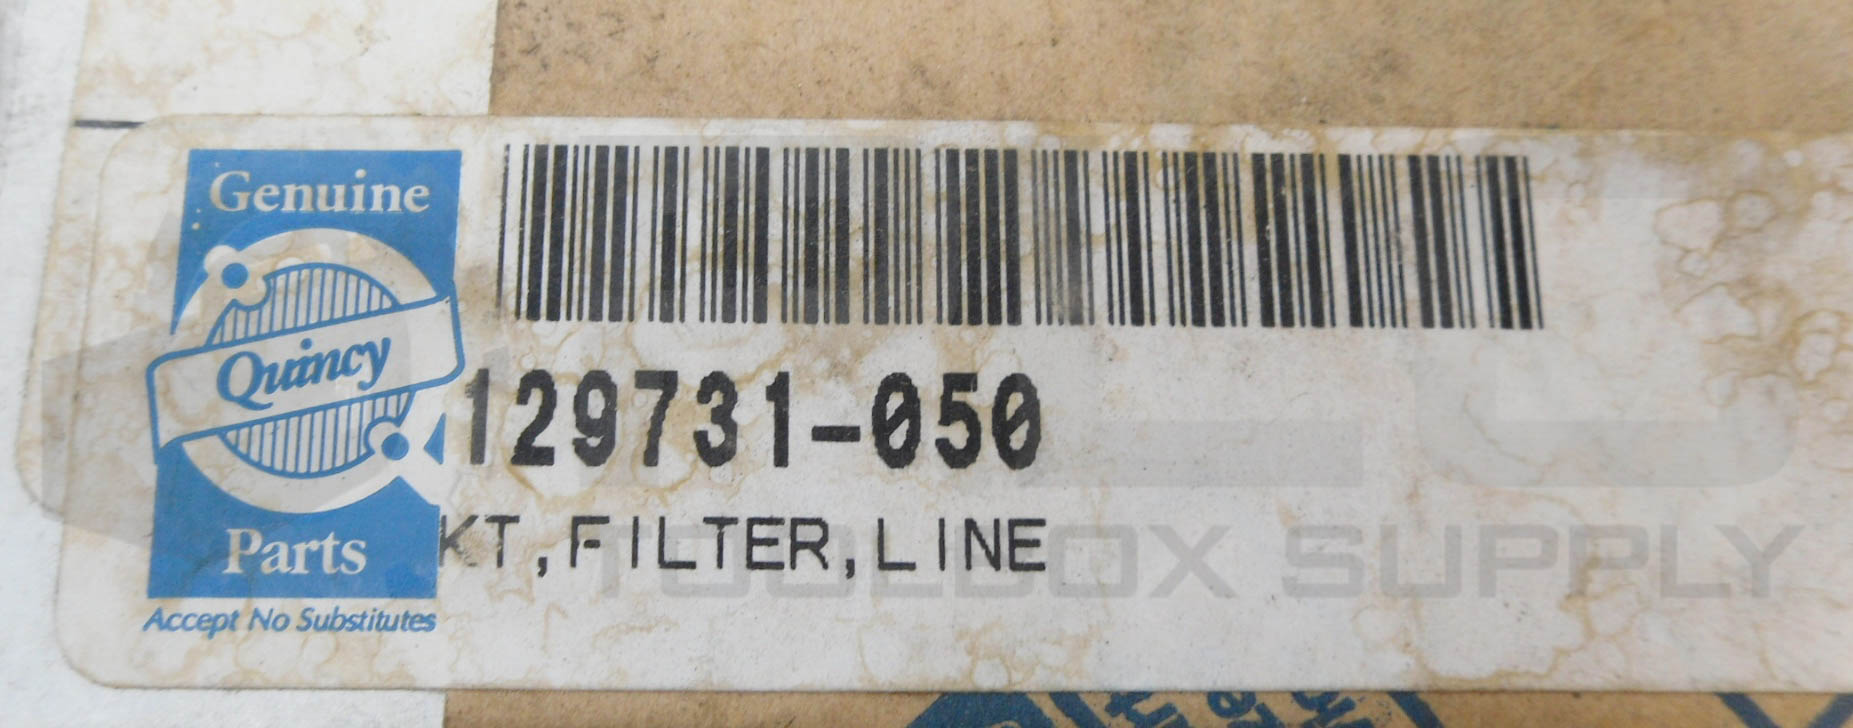 Genuine
Quincy
129731-050
KT,FILTER,LINE
Parts
Accept No Substitutes
TOOLBOX SUPPLY